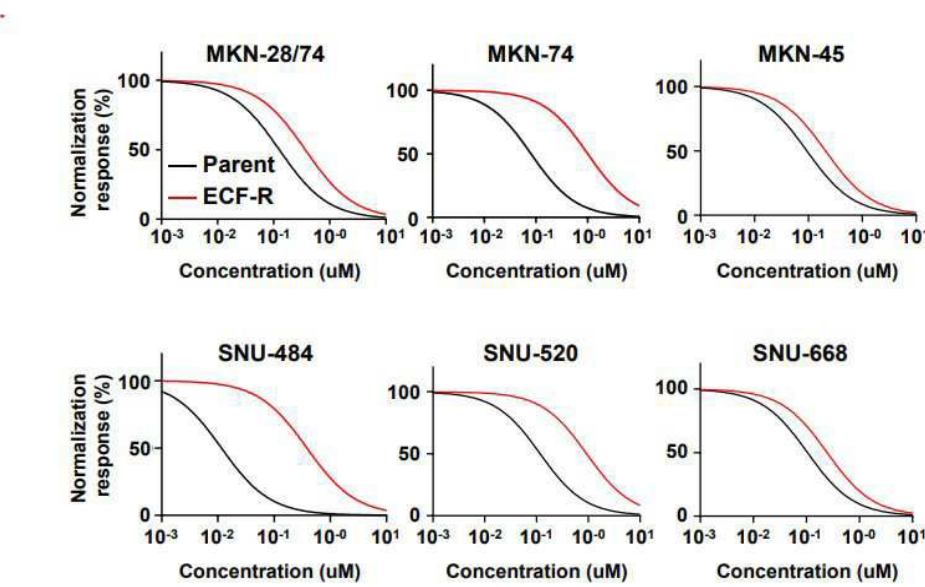 MKN-28/74
Normalization
response (%)
100
50
0
Parent
ECF-R
10-3 10-2 10-1 10-0 101
Concentration (uM)
MKN-74
100
50
0
10-3 10-2 10-1 10-0 101
Concentration (uM)
MKN-45
100
50
0
10-3 10-2 10-1 10-0 101
Concentration (uM)
SNU-484
Normalization
response (%)
100
50
0
10-3 10-2 10-1 10-0 101
Concentration (uM)
SNU-520
100
50
0
10-3 10-2 10-1 10-0 101
Concentration (uM)
SNU-668
100
50
0
10-3 10-2 10-1 10-0 101
Concentration (uM)